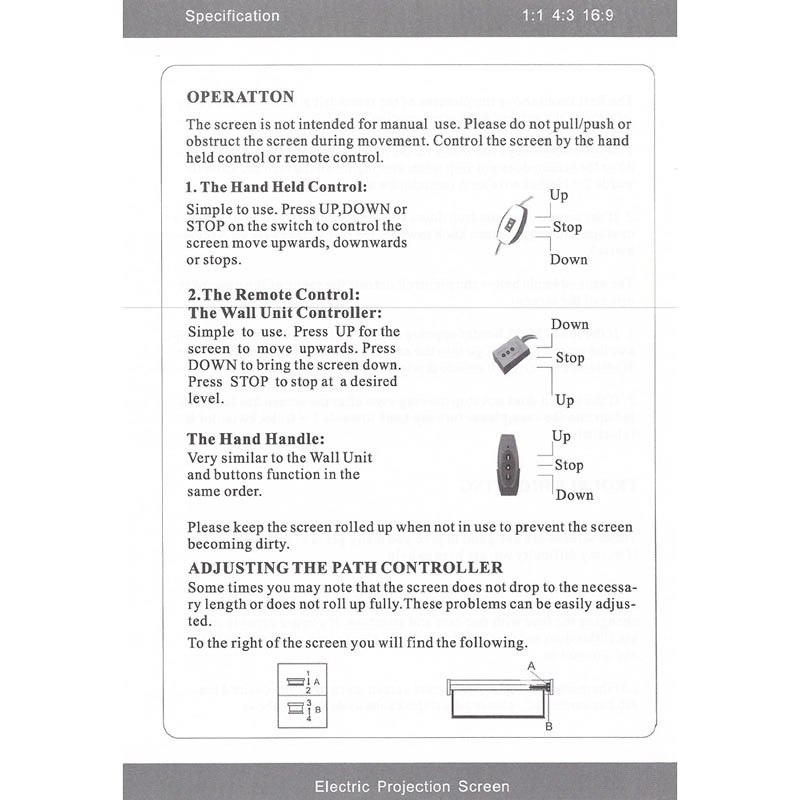 Specification 1:1 4:3 16:9
OPERATTON
The screen is not intended for manual use. Please do not pull/push or
obstruct the screen during movement. Control the screen by the hand
held control or remote control.
1. The Hand Held Control:
Simple to use. Press UP,DOWN or
STOP on the switch to control the
screen move upwards, downwards
or stops.
Up
Stop
Down
2.The Remote Control:
The Wall Unit Controller:
Simple to use. Press UP for the
screen to move upwards. Press
DOWN to bring the screen down.
Press STOP to stop at a desired
level.
Down
Stop
Up
The Hand Handle:
Very similar to the Wall Unit
and buttons function in the
same order.
Up
Stop
Down
Please keep the screen rolled up when not in use to prevent the screen
becoming dirty.
ADJUSTING THE PATH CONTROLLER
Some times you may note that the screen does not drop to the necessa-
ry length or does not roll up fully.These problems can be easily adjus-
ted.
To the right of the screen you will find the following.
1
A
2
3
B
4
A
B
Electric Projection Screen